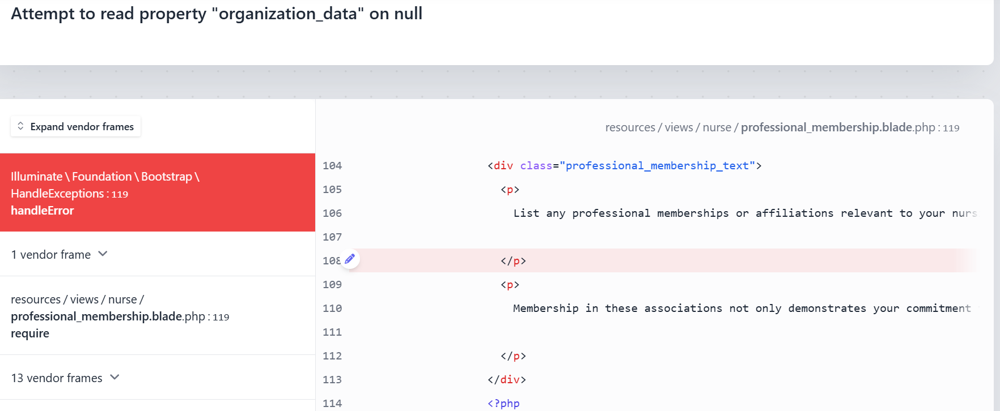 Attempt to read property "organization_data" on null
Expand vendor frames
Illuminate \ Foundation \ Bootstrap \
HandleExceptions : 119
handleError
1 vendor frame
resources / views / nurse /
professional_membership.blade.php : 119
require
13 vendor frames
resources / views / nurse / professional_membership.blade.php : 119
104 <div class="professional_membership_text">
105 <p>
106 List any professional memberships or affiliations relevant to your nurs
107
108 </p>
109 <p>
110 Membership in these associations not only demonstrates your commitment
111
112 </p>
113 </div>
114 <?php